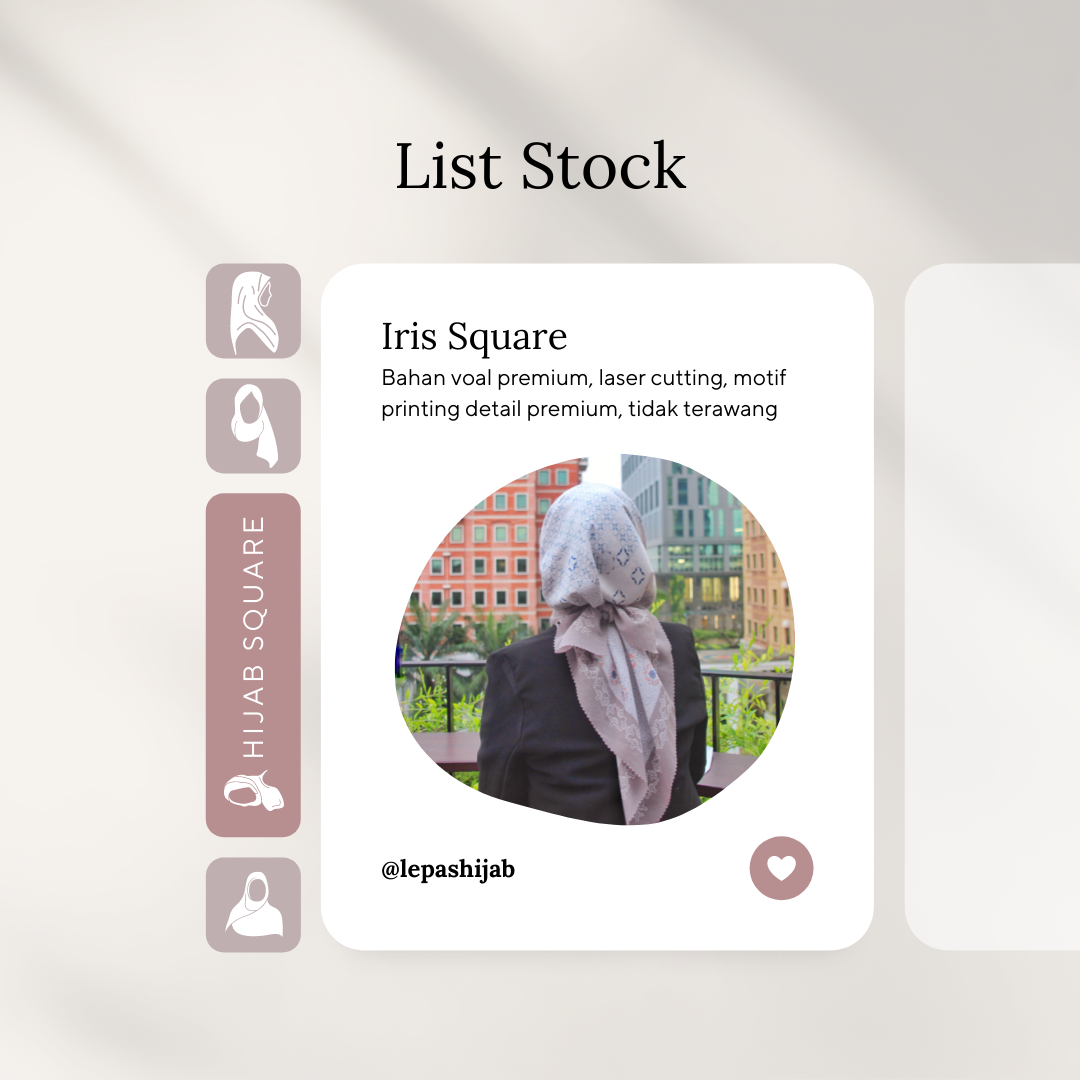 List Stock
HIJAB SQUARE
Iris Square
Bahan voal premium, laser cutting, motif
printing detail premium, tidak terawang
@lepashijab